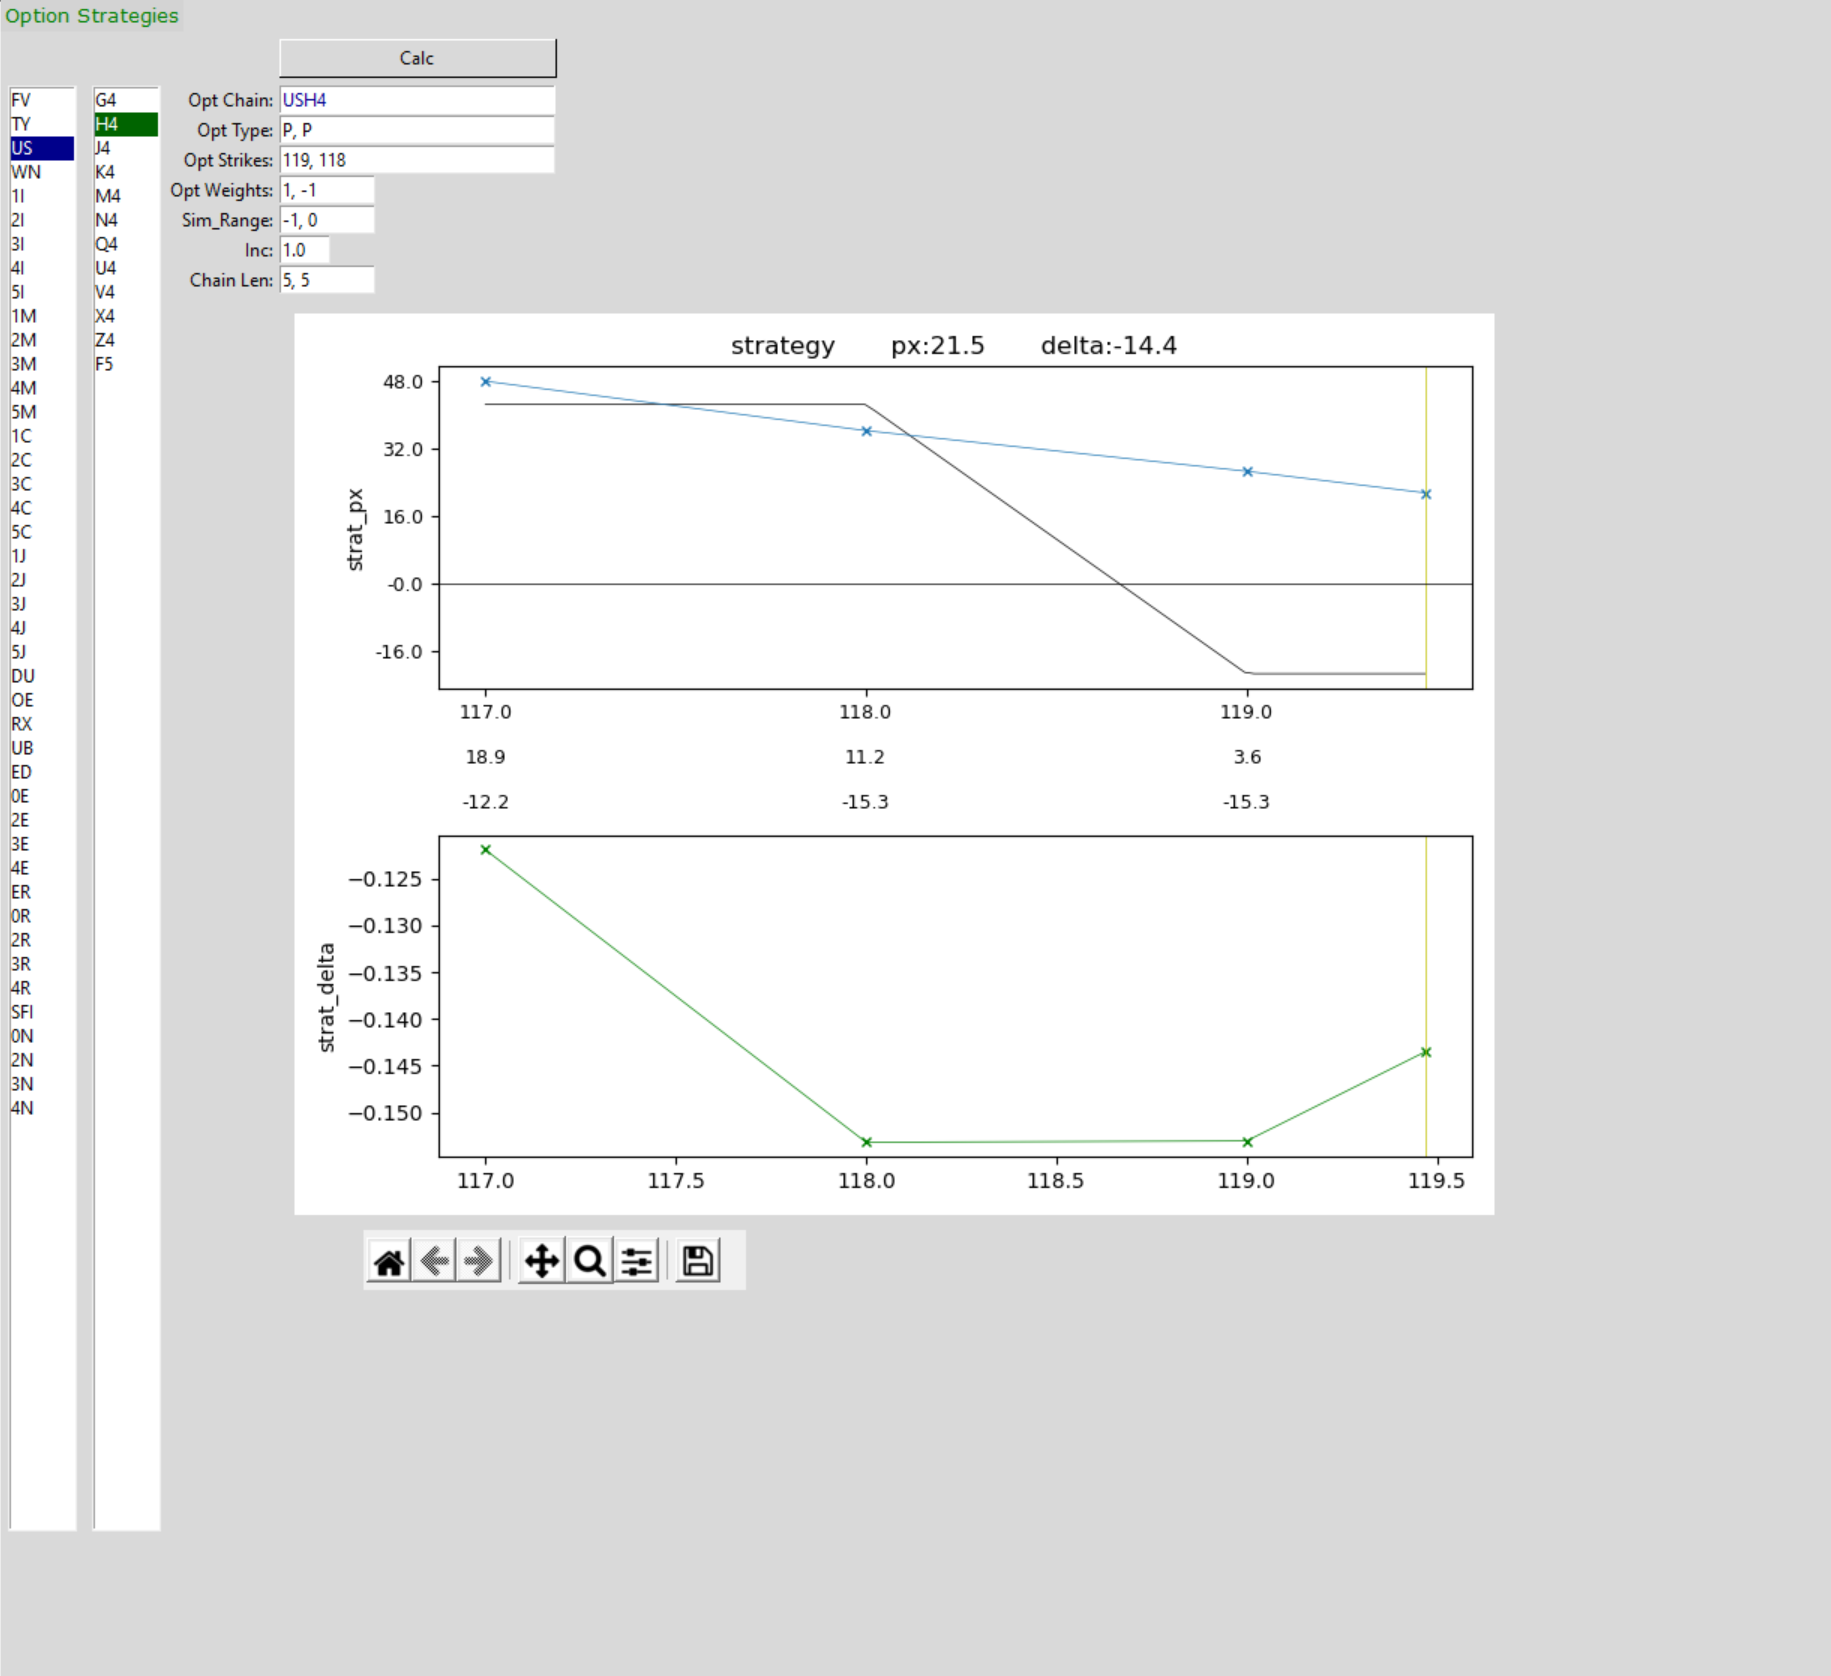 Option Strategies
Calc
FV
TY
US
WN
1I
2I
3I
4I
5I
1M
2M
3M
4M
5M
1C
2C
3C
4C
5C
1J
2J
3J
4J
5J
DU
OE
RX
UB
ED
0E
2E
3E
4E
ER
0R
2R
3R
4R
SFI
0N
2N
3N
4N
G4
H4
J4
K4
M4
N4
Q4
U4
V4
X4
Z4
F5
Opt Chain: USH4
Opt Type: P, P
Opt Strikes: 119, 118
Opt Weights: 1, -1
Sim_Range: -1, 0
Inc: 1.0
Chain Len: 5, 5
strategy px:21.5 delta:-14.4
strat_px
48.0
32.0
16.0
-0.0
-16.0
117.0 118.0 119.0
18.9 11.2 3.6
-12.2 -15.3 -15.3
strat_delta
−0.125
−0.130
−0.135
−0.140
−0.145
−0.150
117.0 117.5 118.0 118.5 119.0 119.5